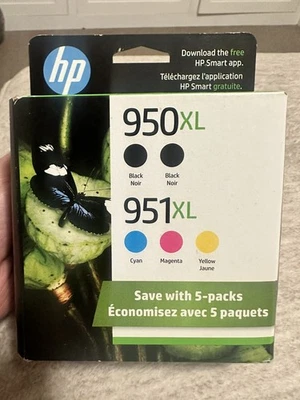 hp
Download the free
HP Smart app.
Téléchargez l'application
HP Smart gratuite.
950XL
Black
Noir
Black
Noir
951XL
Cyan
Magenta
Yellow
Jaune
Save with 5-packs
Économisez avec 5 paquets